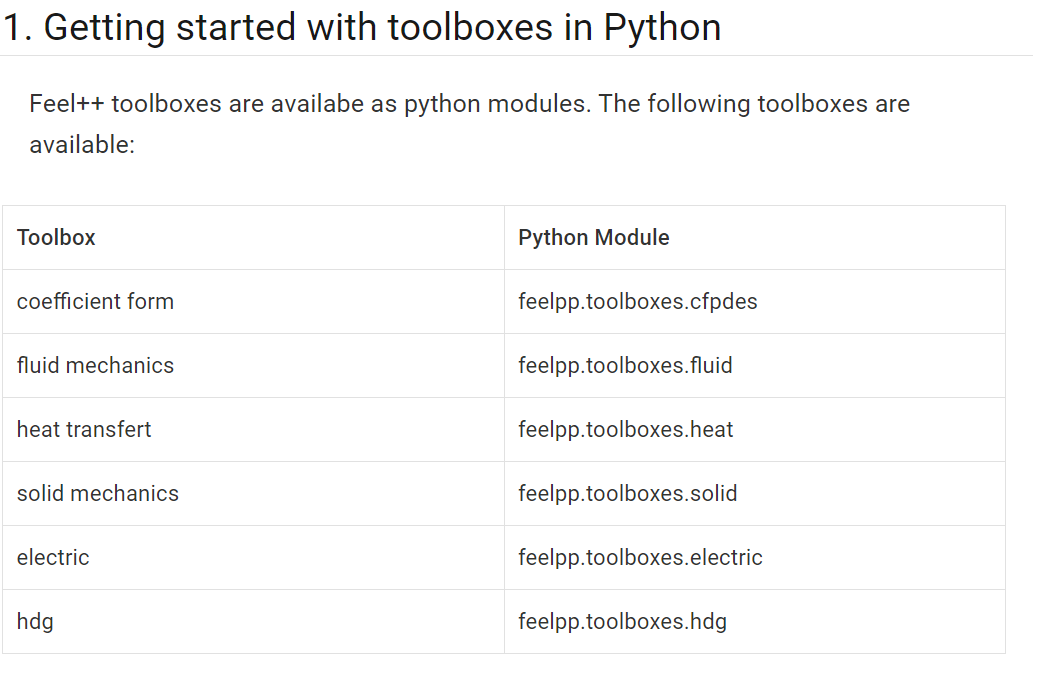 1. Getting started with toolboxes in Python
Feel++ toolboxes are availabe as python modules. The following toolboxes are
available:
Toolbox Python Module
coefficient form feelpp.toolboxes.cfpdes
fluid mechanics feelpp.toolboxes.fluid
heat transfert feelpp.toolboxes.heat
solid mechanics feelpp.toolboxes.solid
electric feelpp.toolboxes.electric
hdg feelpp.toolboxes.hdg